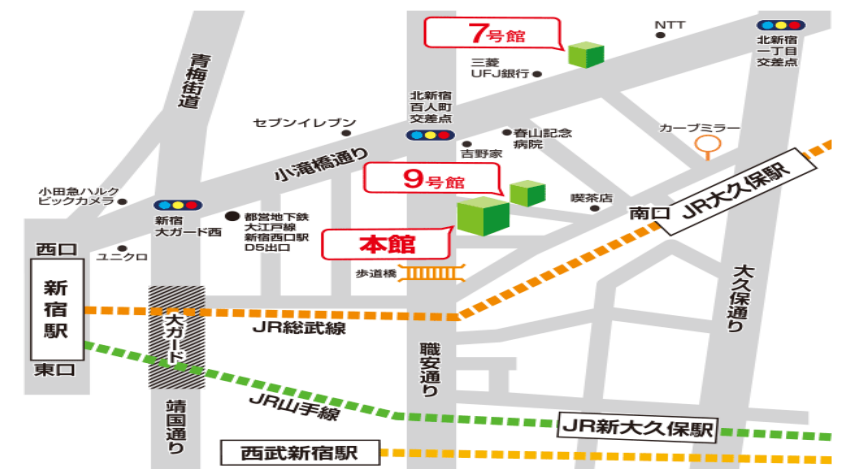 7号館
NTT
北新宿
一丁目
交差点
三菱
UFJ銀行
青梅街道
北新宿
百人町
交差点
セブンイレブン
小滝橋通り
春山記念
病院
吉野家
カーブミラー
9号館
喫茶店
JR大久保駅
南口
小田急ハルク
ビックカメラ
新宿
大ガード西
都営地下鉄
大江戸線
新宿西口駅
D5出口
本館
西口
ユニクロ
歩道橋
新宿駅
大ガード
JR総武線
大久保通り
東口
職安通り
JR山手線
靖国通り
JR新大久保駅
西武新宿駅